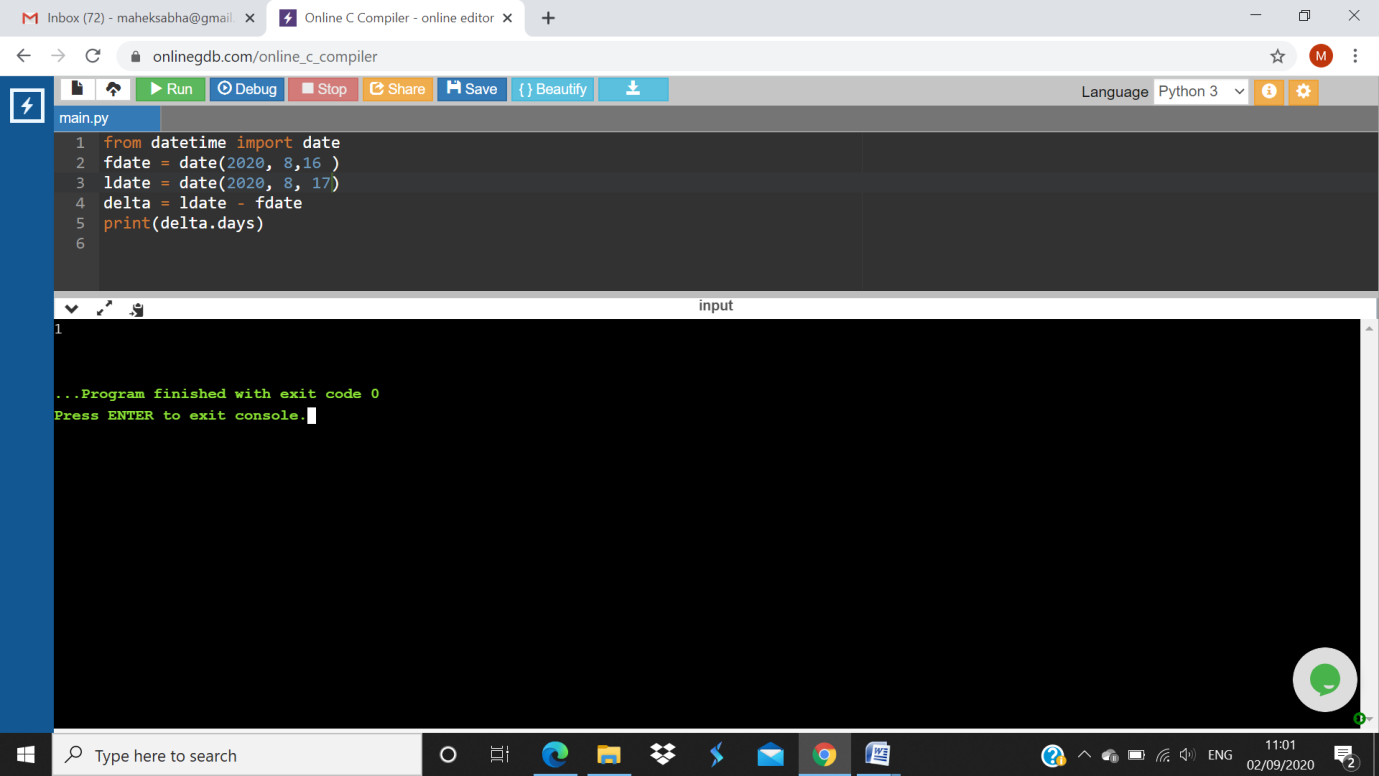 Inbox (72) - maheksabha@gmail
Online C Compiler - online editor
onlinegdb.com/online_c_compiler
M
Run
Debug
Stop
Share
Save
{ } Beautify
Language
Python 3
main.py
1 from datetime import date
2 fdate = date(2020, 8,16 )
3 ldate = date(2020, 8, 17)
4 delta = ldate - fdate
5 print(delta.days)
6
input
1
...Program finished with exit code 0
Press ENTER to exit console.
Type here to search
ENG
11:01
02/09/2020
2